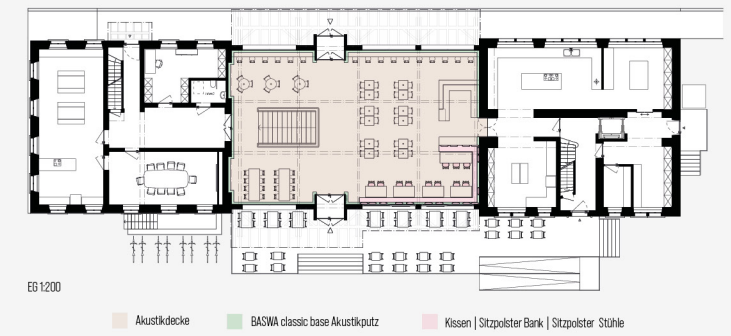 EG 1:200
Akustikdecke
BASWA classic base Akustikputz
Kissen | Sitzpolster Bank | Sitzpolster Stühle